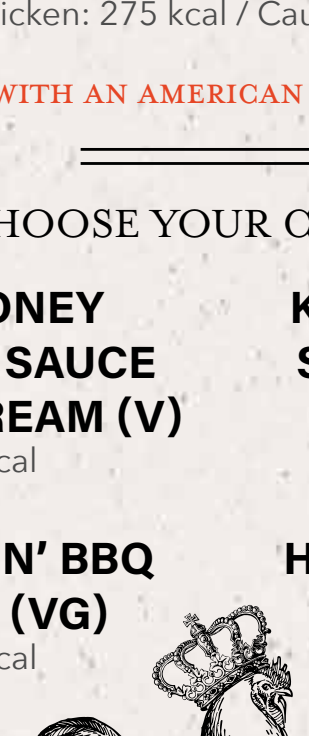 icken: 275 kcal / Cau
WITH AN AMERICAN
HOOSE YOUR C
ONEY K
SAUCE S
REAM (V)
cal
N' BBQ H
(VG)
cal